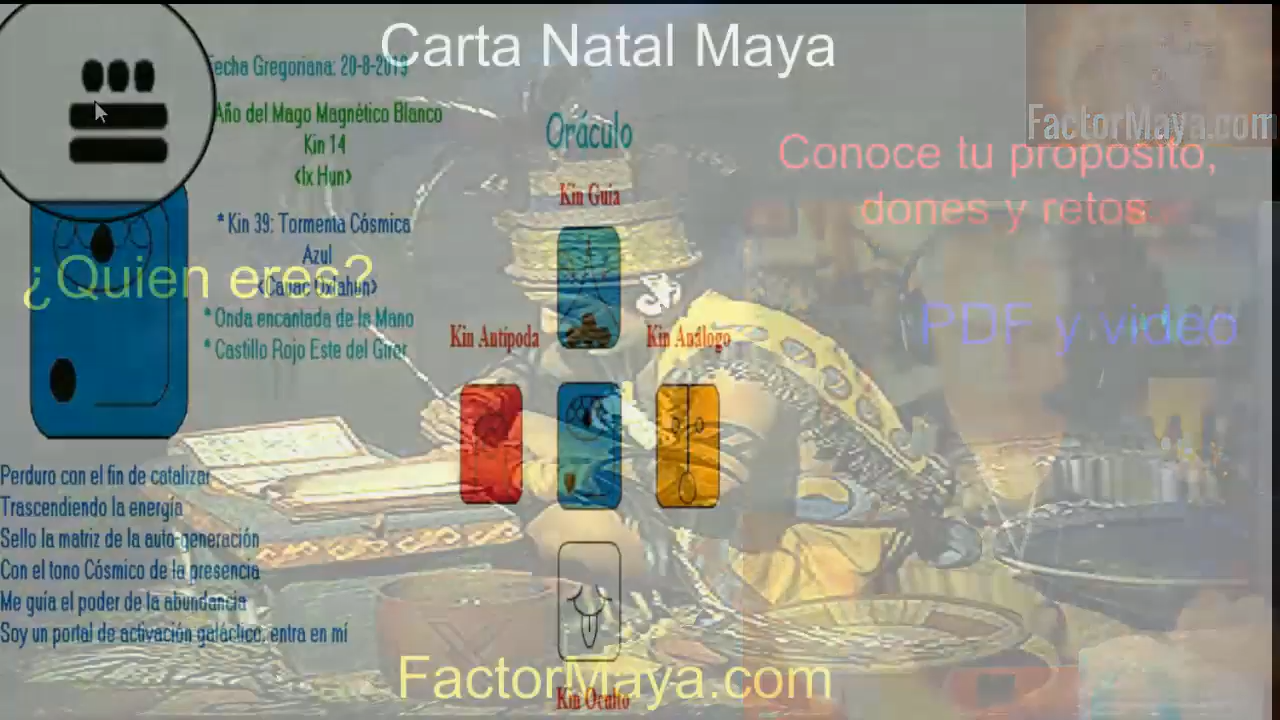 Carta Natal Maya
Fecha Gregoriana: 20-8-2019
Año del Mago Magnético Blanco
Kin 14
<Ix Hun>
* Kin 39: Tormenta Cósmica
Azul
<Cauac Oxlahun>
* Onda encantada de la Mano
* Castillo Rojo Este del Girar
¿Quien eres?
Perduro con el fin de catalizar
Trascendiendo la energía
Sello la matriz de la auto-generación
Con el tono Cósmico de la presencia
Me guía el poder de la abundancia
Soy un portal de activación galáctico, entra en mí
Oráculo
Kin Guía
Kin Antípoda
Kin Análogo
Kin Oculto
FactorMaya.com
Conoce tu propósito,
dones y retos
PDF y video
FactorMaya.com